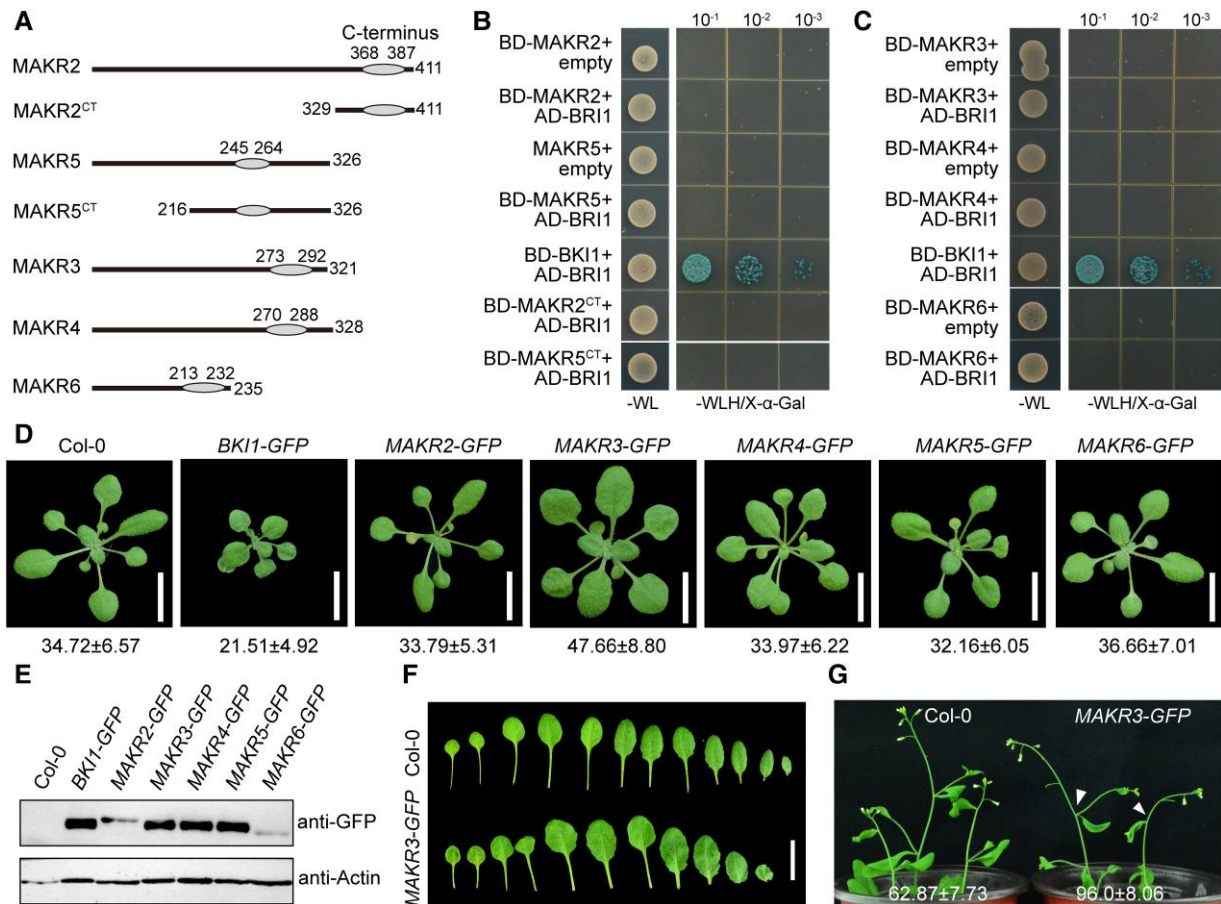 A
C-terminus
368 387
MAKR2
411
MAKR2CT
329
411
245 264
MAKR5
326
MAKR5CT
216
326
273 292
MAKR3
321
270 288
MAKR4
328
213 232
MAKR6
235
B
10-1 10-2 10-3
BD-MAKR2+
empty
BD-MAKR2+
AD-BRI1
MAKR5+
empty
BD-MAKR5+
AD-BRI1
BD-BKI1+
AD-BRI1
BD-MAKR2CT+
AD-BRI1
BD-MAKR5CT+
AD-BRI1
-WL
-WLH/X-α-Gal
C
10-1 10-2 10-3
BD-MAKR3+
empty
BD-MAKR3+
AD-BRI1
BD-MAKR4+
empty
BD-MAKR4+
AD-BRI1
BD-BKI1+
AD-BRI1
BD-MAKR6+
empty
BD-MAKR6+
AD-BRI1
-WL
-WLH/X-α-Gal
D
Col-0 BKI1-GFP MAKR2-GFP MAKR3-GFP MAKR4-GFP MAKR5-GFP MAKR6-GFP
34.72±6.57 21.51±4.92 33.79±5.31 47.66±8.80 33.97±6.22 32.16±6.05 36.66±7.01
E
Col-0
BKI1-GFP
MAKR2-GFP
MAKR3-GFP
MAKR4-GFP
MAKR5-GFP
MAKR6-GFP
anti-GFP
anti-Actin
F
Col-0
MAKR3-GFP
G
Col-0 MAKR3-GFP
62.87±7.73 96.0±8.06